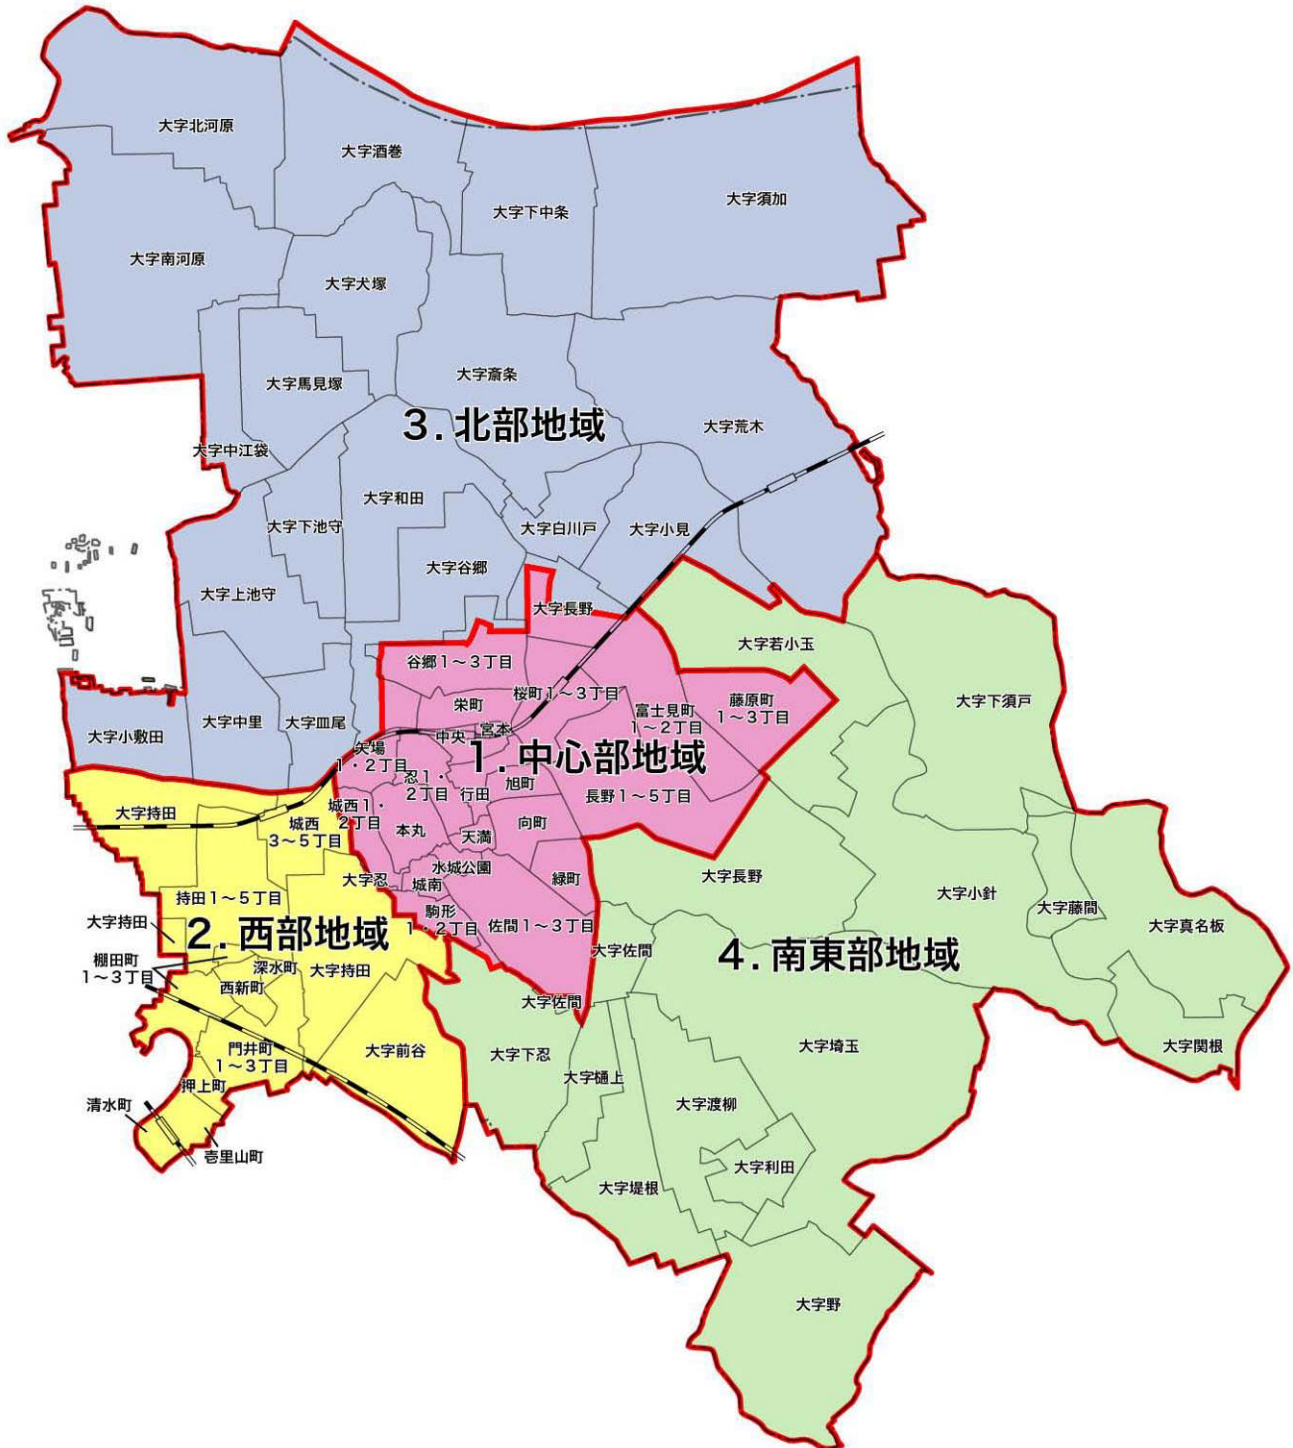 大字北河原
大字酒巻
大字下中条
大字須加
大字南河原
大字犬塚
大字馬見塚
大字斎条
3.北部地域
大字荒木
大字中江袋
大字和田
大字下池守
大字白川戸
大字小見
大字谷郷
大字上池守
大字長野
大字若小玉
谷郷1～3丁目
大字下須戸
桜町1～3丁目
栄町
藤原町
1～3丁目
富士見町
1～2丁目
大字小敷田
大字中里
大字皿尾
中央
宮本
矢場
1・2丁目
1.中心部地域
忍1・
2丁目
旭町
行田
長野1～5丁目
大字持田
城西
3～5丁目
城西1・
2丁目
本丸
向町
天満
水城公園
大字忍
城南
緑町
大字長野
大字小針
持田1～5丁目
駒形
1・2丁目
佐間1～3丁目
大字藤間
大字真名板
大字持田
2.西部地域
大字佐間
4.南東部地域
棚田町
1～3丁目
深水町
大字持田
西新町
大字佐間
門井町
1～3丁目
大字前谷
大字下忍
大字埼玉
大字関根
押上町
大字樋上
清水町
大字渡柳
壱里山町
大字利田
大字堤根
大字野